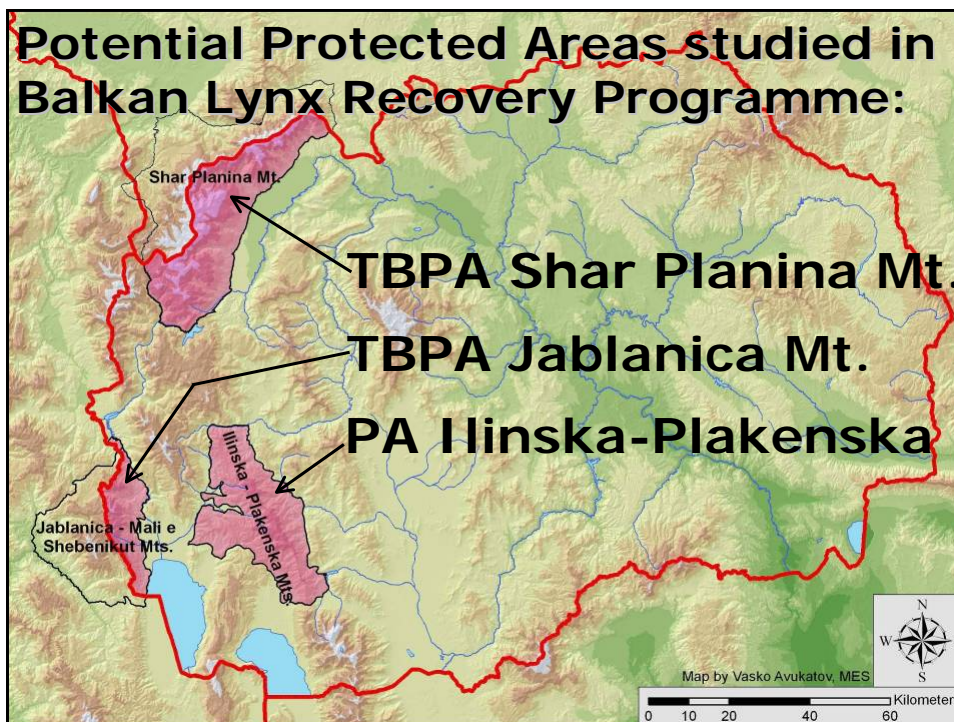 Potential Protected Areas studied in
Balkan Lynx Recovery Programme:
Shar Planina Mt.
TBPA Shar Planina Mt.
TBPA Jablanica Mt.
PA Ilinska-Plakenska
Ilinska - Plakenska Mts.
Jablanica - Mali e
Shebenikut Mts.
N
W E
S
Map by Vasko Avukatov, MES
Kilometer
0 10 20 40 60